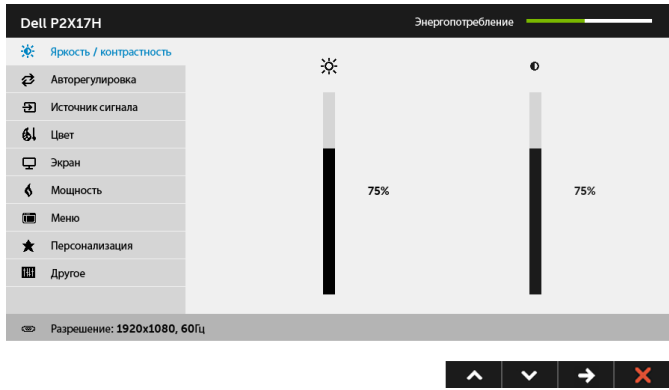 Dell P2X17H
Энергопотребление
Яркость / контрастность
Авторегулировка
Источник сигнала
Цвет
Экран
Мощность
Меню
Персонализация
Другое
75%
75%
Разрешение: 1920x1080, 60Гц